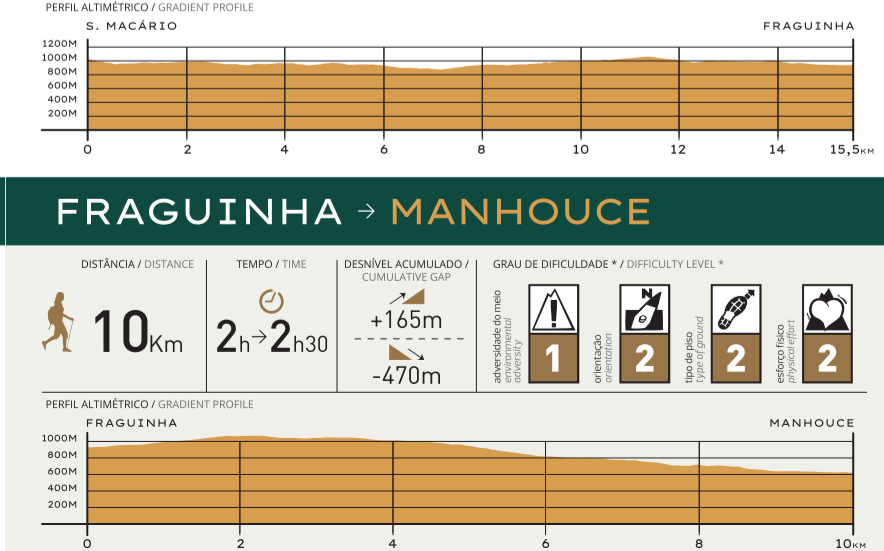 PERFIL ALTIMÉTRICO / GRADIENT PROFILE
S. MACÁRIO FRAGUINHA
1200M
1000M
800M
600M
400M
200M
0 2 4 6 8 10 12 14 15,5KM
FRAGUINHA → MANHOUCE
DISTÂNCIA / DISTANCE
10Km
TEMPO / TIME
2h→2h30
DESNÍVEL ACUMULADO /
CUMULATIVE GAP
+165m
-470m
GRAU DE DIFICULDADE * / DIFFICULTY LEVEL *
adversidade do meio
environmental
adversity
1
orientação
orientation
N
2
tipo de piso
type of ground
2
esforço físico
physical effort
2
PERFIL ALTIMÉTRICO / GRADIENT PROFILE
FRAGUINHA MANHOUCE
1000M
800M
600M
400M
200M
0 2 4 6 8 10KM